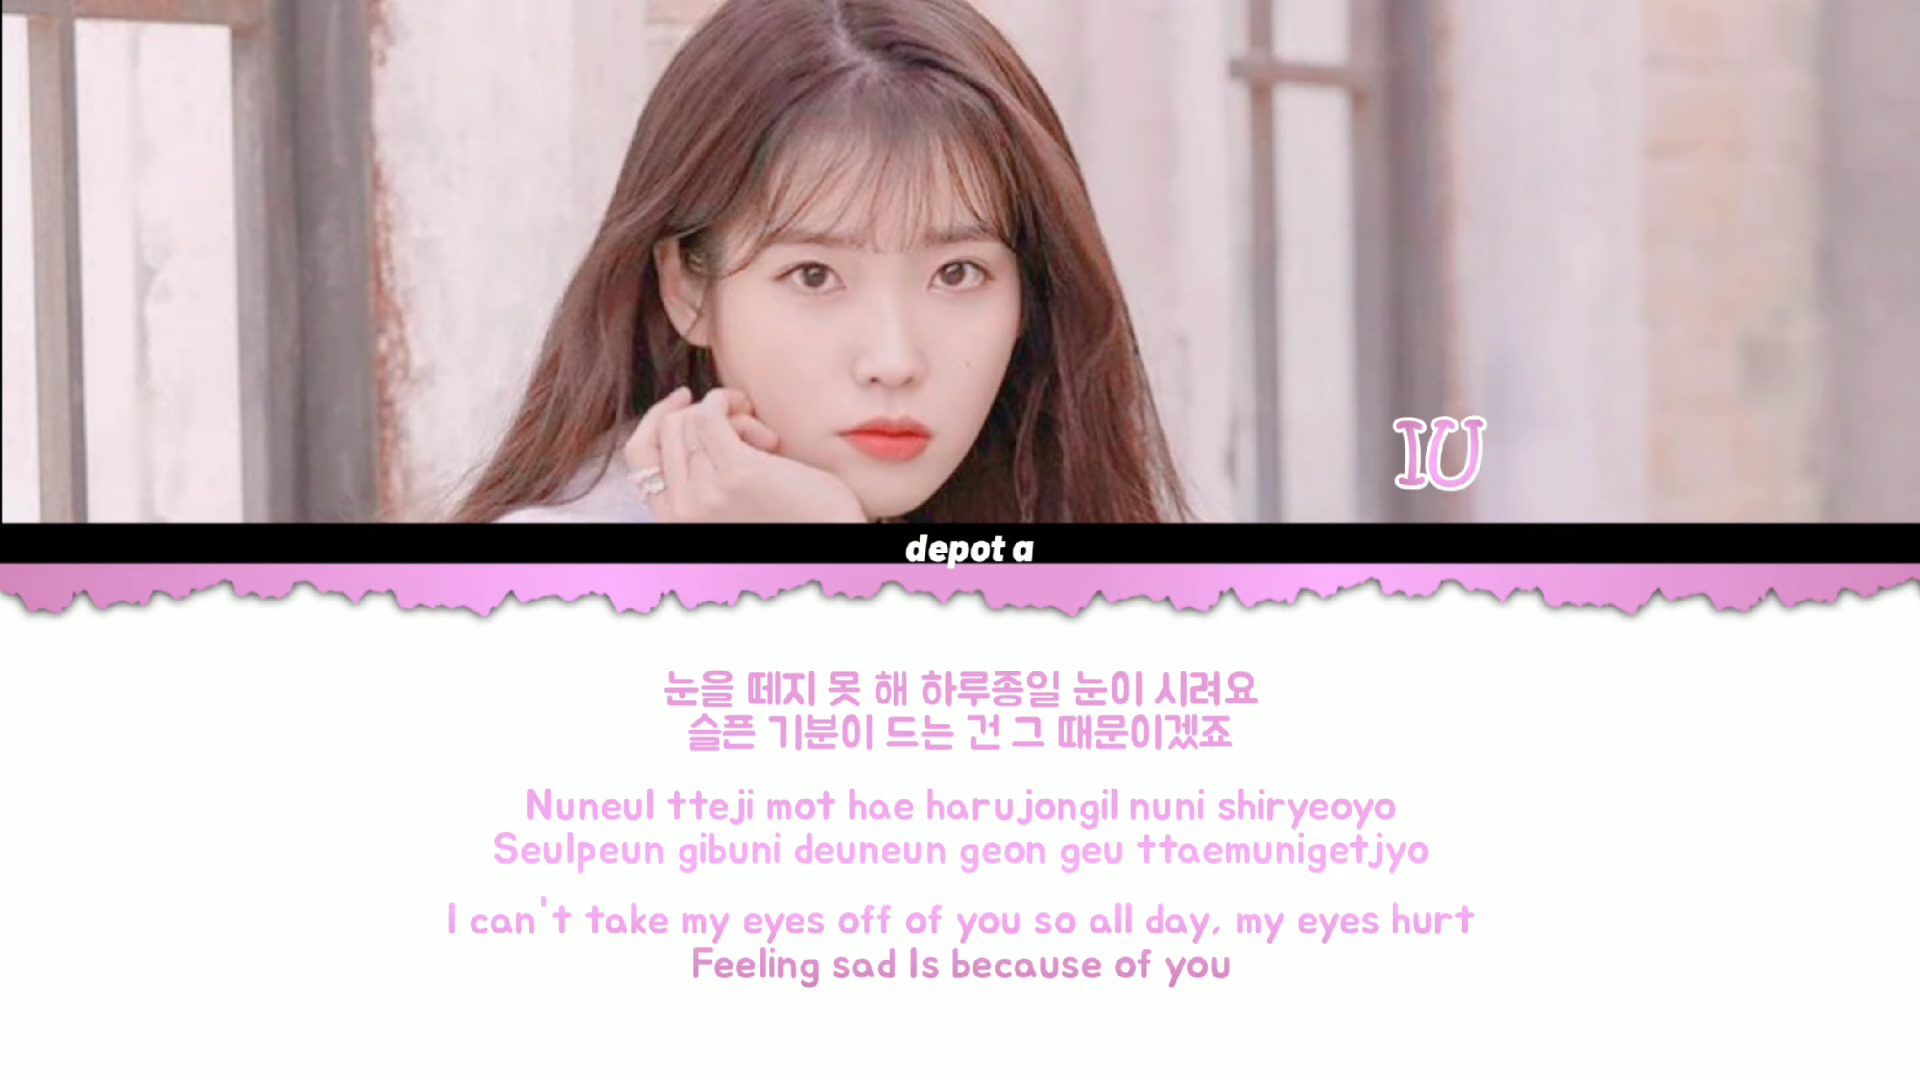 IU
depot a
눈을 떼지 못 해 하루종일 눈이 시려요
슬픈 기분이 드는 건 그 때문이겠죠
Nuneul tteji mot hae harujongil nuni shiryeoyo
Seulpeun gibuni deuneun geon geu ttaemunigetjyo
I can't take my eyes off of you so all day, my eyes hurt
Feeling sad Is because of you